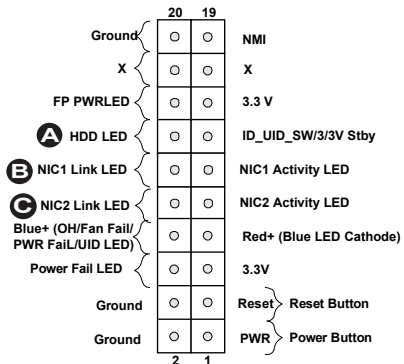 20 19
Ground NMI
X X
FP PWRLED 3.3 V
A HDD LED ID_UID_SW/3/3V Stby
B NIC1 Link LED NIC1 Activity LED
C NIC2 Link LED NIC2 Activity LED
Blue+ (OH/Fan Fail/
PWR FaiL/UID LED) Red+ (Blue LED Cathode)
Power Fail LED 3.3V
Ground Reset Reset Button
Ground PWR Power Button
2 1